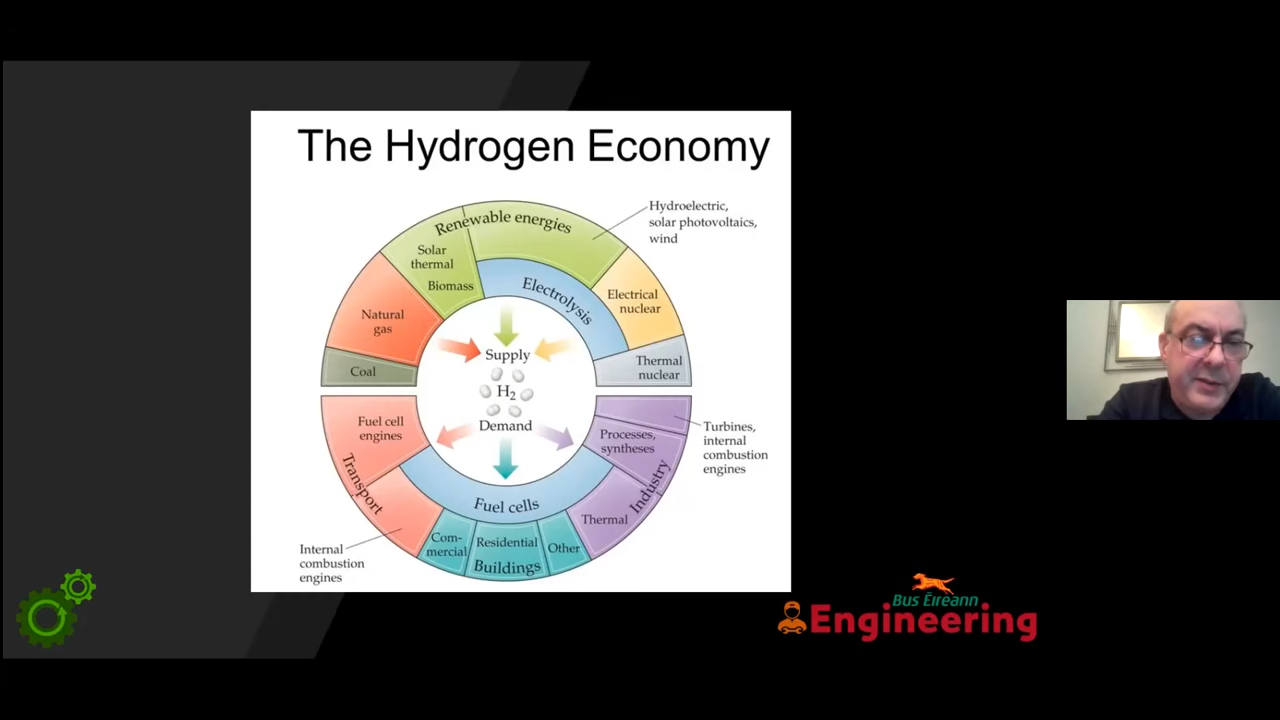 The Hydrogen Economy
Hydroelectric,
solar photovoltaics,
wind
Renewable energies
Solar
thermal
Biomass
Electrolysis
Electrical
nuclear
Natural
gas
Thermal
nuclear
Coal
Supply
H₂
Demand
Fuel cell
engines
Transport
Internal
combustion
engines
Processes,
syntheses
Turbines,
internal
combustion
engines
Industry
Thermal
Fuel cells
Com-
mercial
Residential
Other
Buildings
Bus Éireann
Engineering